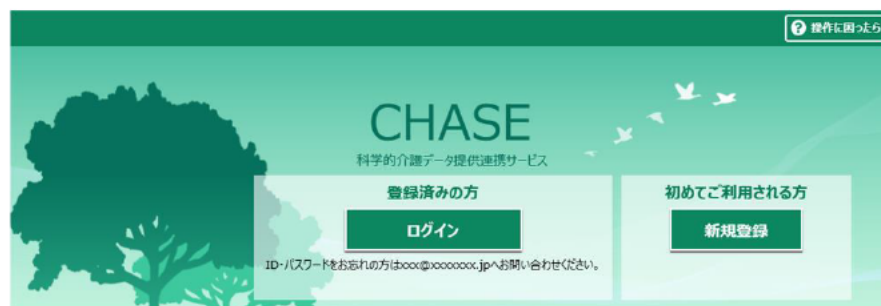 操作に困ったら
CHASE
科学的介護データ提供連携サービス
登録済みの方
ログイン
ID・パスワードをお忘れの方はxxx@xxxxxxx.jpへお問い合わせください。
初めてご利用される方
新規登録